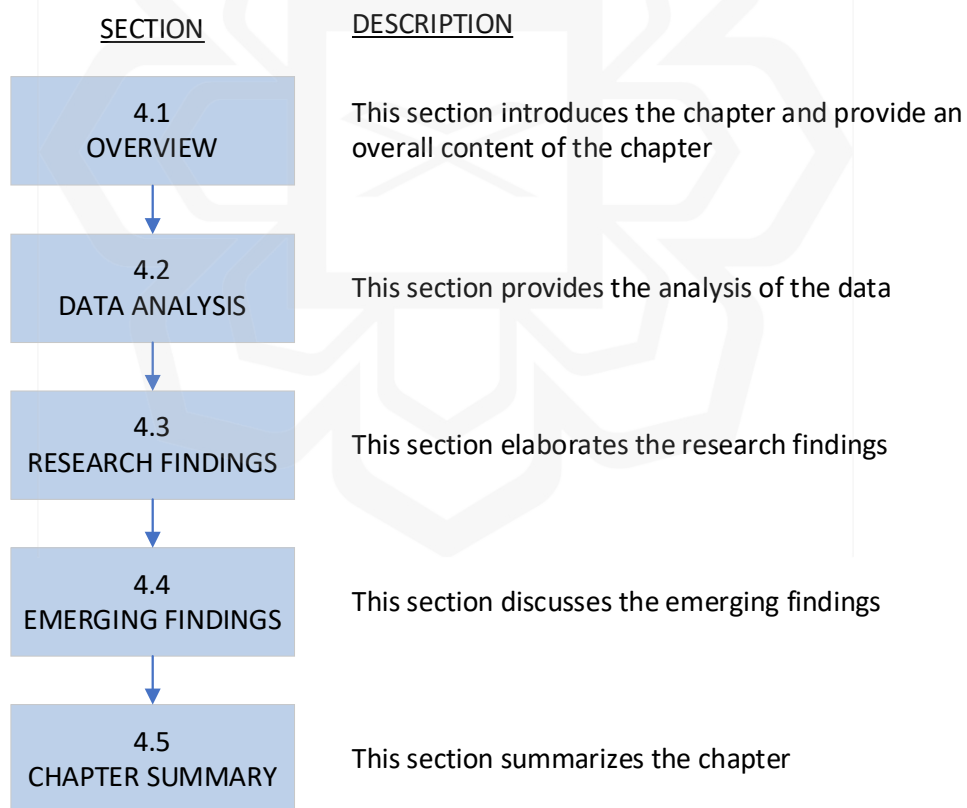 SECTION
DESCRIPTION
4.1
OVERVIEW
This section introduces the chapter and provide an
overall content of the chapter
4.2
DATA ANALYSIS
This section provides the analysis of the data
4.3
RESEARCH FINDINGS
This section elaborates the research findings
4.4
EMERGING FINDINGS
This section discusses the emerging findings
4.5
CHAPTER SUMMARY
This section summarizes the chapter